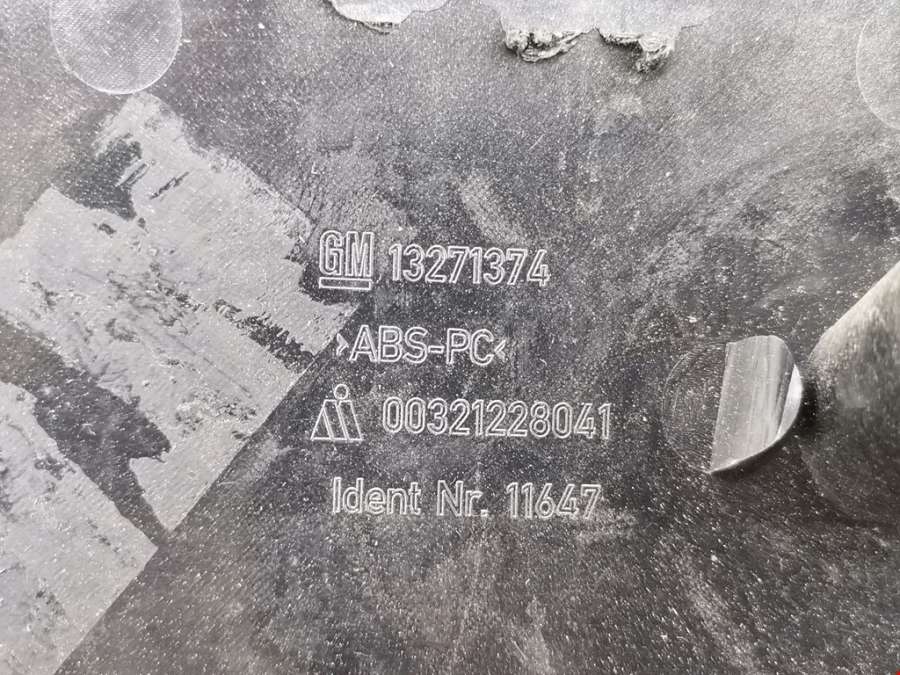 GM 13271374
>ABS-PC<
00321228041
Ident Nr. 11647